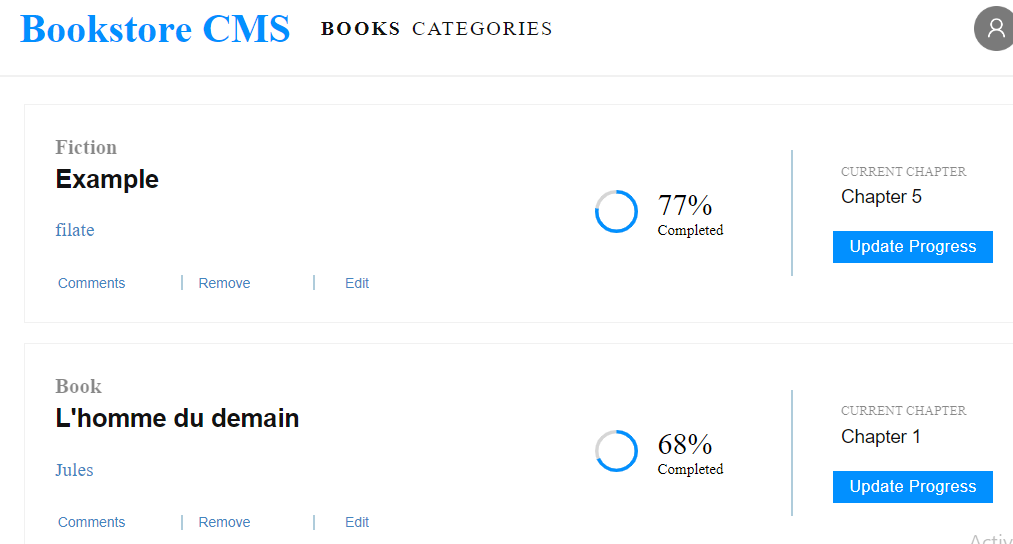 Bookstore CMS BOOKS CATEGORIES
Fiction
Example
filate
Comments | Remove | Edit
77%
Completed
CURRENT CHAPTER
Chapter 5
Update Progress
Book
L'homme du demain
Jules
Comments | Remove | Edit
68%
Completed
CURRENT CHAPTER
Chapter 1
Update Progress